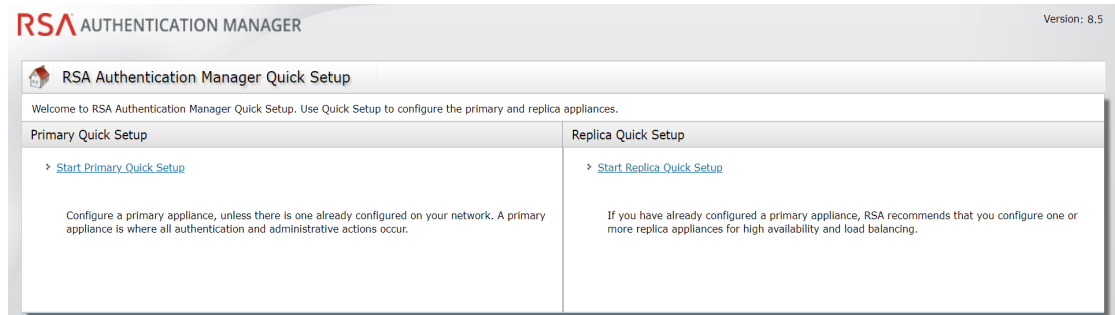 RSA AUTHENTICATION MANAGER
Version: 8.5
RSA Authentication Manager Quick Setup
Welcome to RSA Authentication Manager Quick Setup. Use Quick Setup to configure the primary and replica appliances.
Primary Quick Setup
Start Primary Quick Setup
Configure a primary appliance, unless there is one already configured on your network. A primary
appliance is where all authentication and administrative actions occur.
Replica Quick Setup
Start Replica Quick Setup
If you have already configured a primary appliance, RSA recommends that you configure one or
more replica appliances for high availability and load balancing.